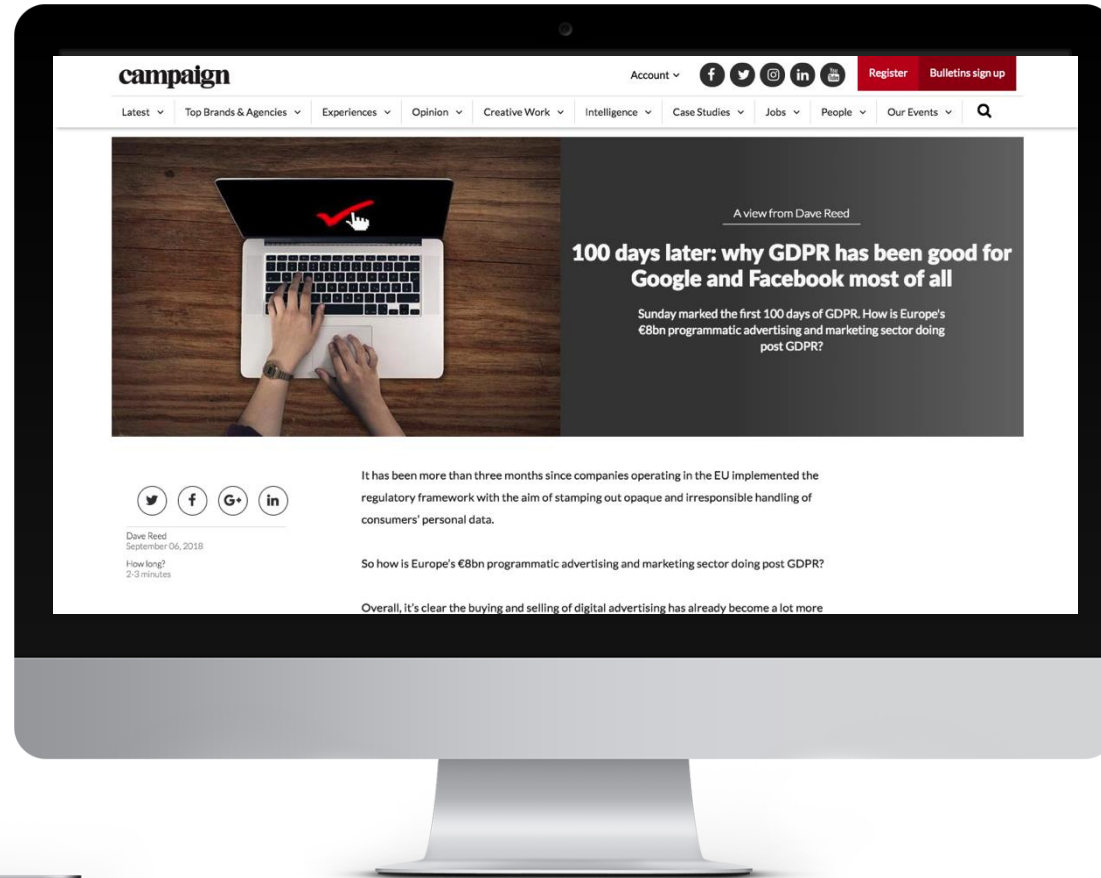 campaign
Account
You
Tube
Register
Bulletins sign up
Latest
Top Brands & Agencies
Experiences
Opinion
Creative Work
Intelligence
Case Studies
Jobs
People
Our Events
A view from Dave Reed
100 days later: why GDPR has been good for
Google and Facebook most of all
Sunday marked the first 100 days of GDPR. How is Europe's
€8bn programmatic advertising and marketing sector doing
post GDPR?
G+
in
Dave Reed
September 06, 2018
How long?
2-3 minutes
It has been more than three months since companies operating in the EU implemented the
regulatory framework with the aim of stamping out opaque and irresponsible handling of
consumers' personal data.
So how is Europe's €8bn programmatic advertising and marketing sector doing post GDPR?
Overall, it's clear the buying and selling of digital advertising has already become a lot more